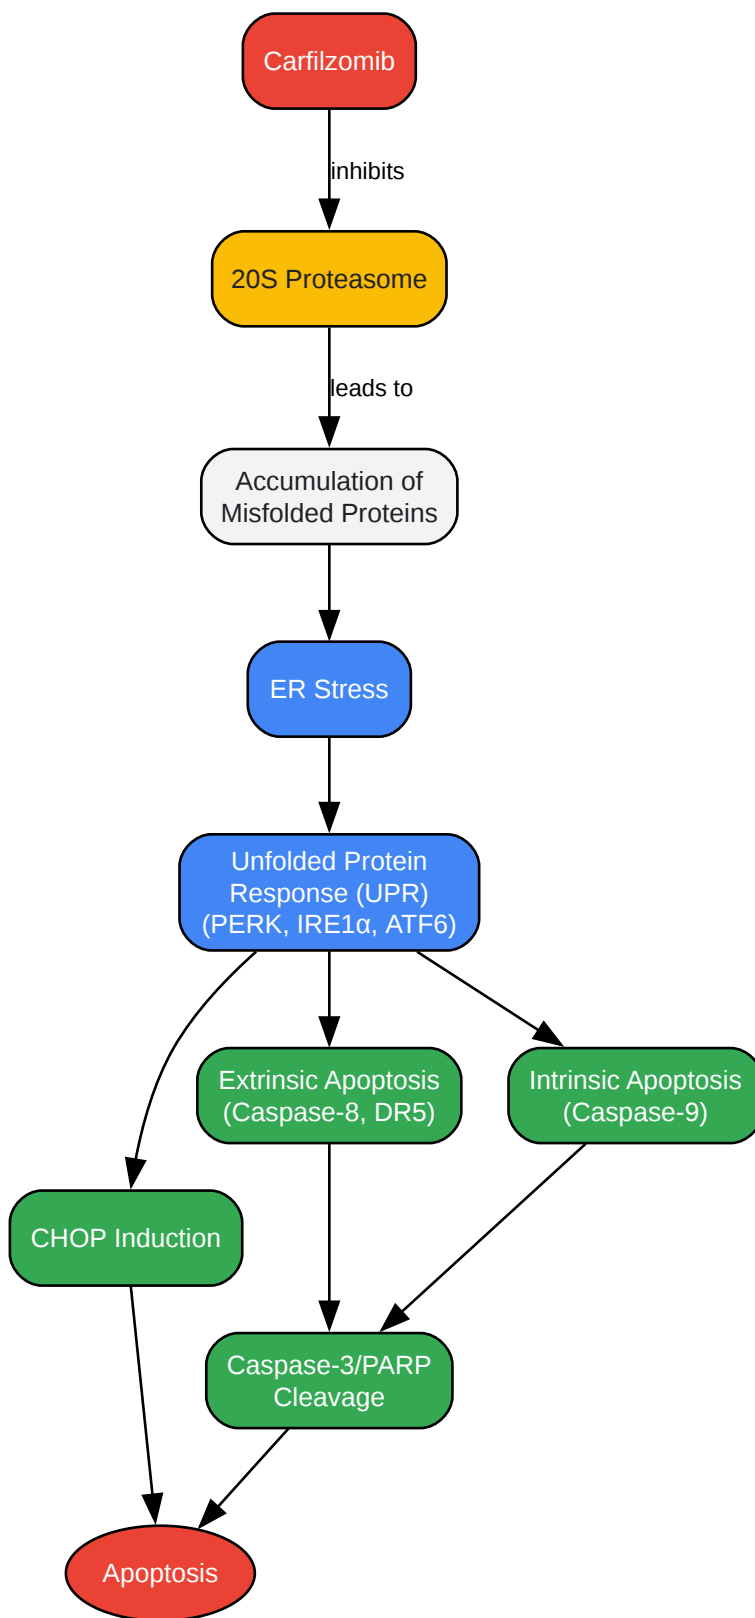 Carfilzomib
inhibits
20S Proteasome
leads to
Accumulation of
Misfolded Proteins
ER Stress
Unfolded Protein
Response (UPR)
(PERK, IRE1α, ATF6)
Extrinsic Apoptosis
(Caspase-8, DR5)
Intrinsic Apoptosis
(Caspase-9)
CHOP Induction
Caspase-3/PARP
Cleavage
Apoptosis